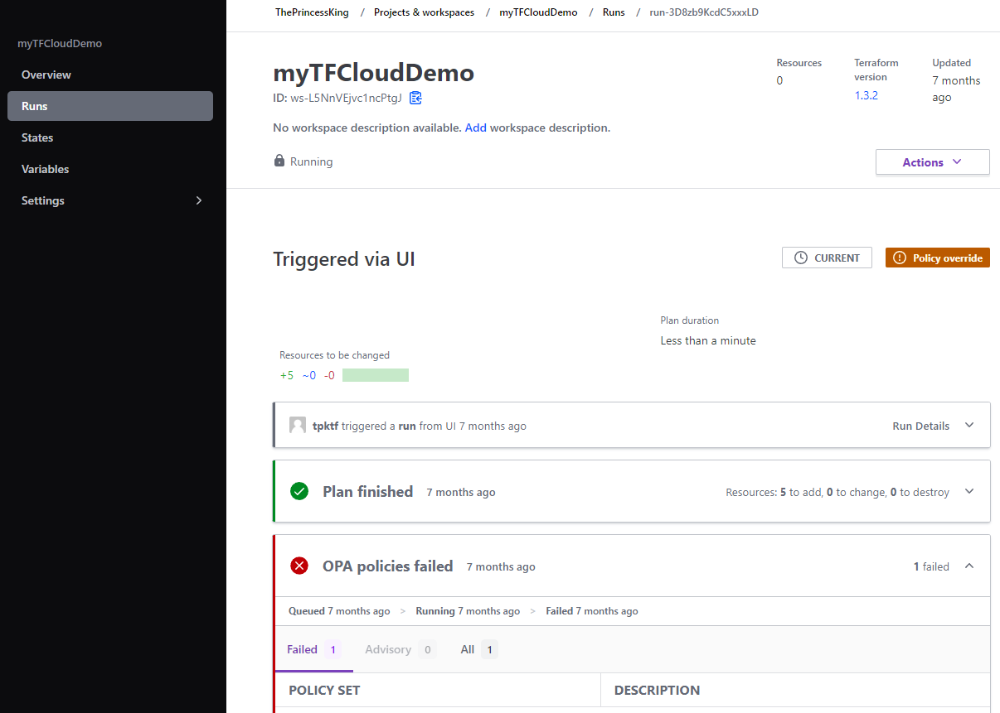 ThePrincessKing / Projects & workspaces / myTFCloudDemo / Runs / run-3D8zb9KcdC5xxxLD
myTFCloudDemo
Overview
Runs
States
Variables
Settings
myTFCloudDemo
ID: ws-L5NnVEjvc1ncPtgJ
Resources
0
Terraform
version
1.3.2
Updated
7 months
ago
No workspace description available. Add workspace description.
Running
Actions
Triggered via UI
CURRENT
Policy override
Plan duration
Less than a minute
Resources to be changed
+5 ~0 -0
tpktf triggered a run from UI 7 months ago
Run Details
Plan finished 7 months ago
Resources: 5 to add, 0 to change, 0 to destroy
OPA policies failed 7 months ago
1 failed
Queued 7 months ago > Running 7 months ago > Failed 7 months ago
Failed 1 Advisory 0 All 1
POLICY SET DESCRIPTION